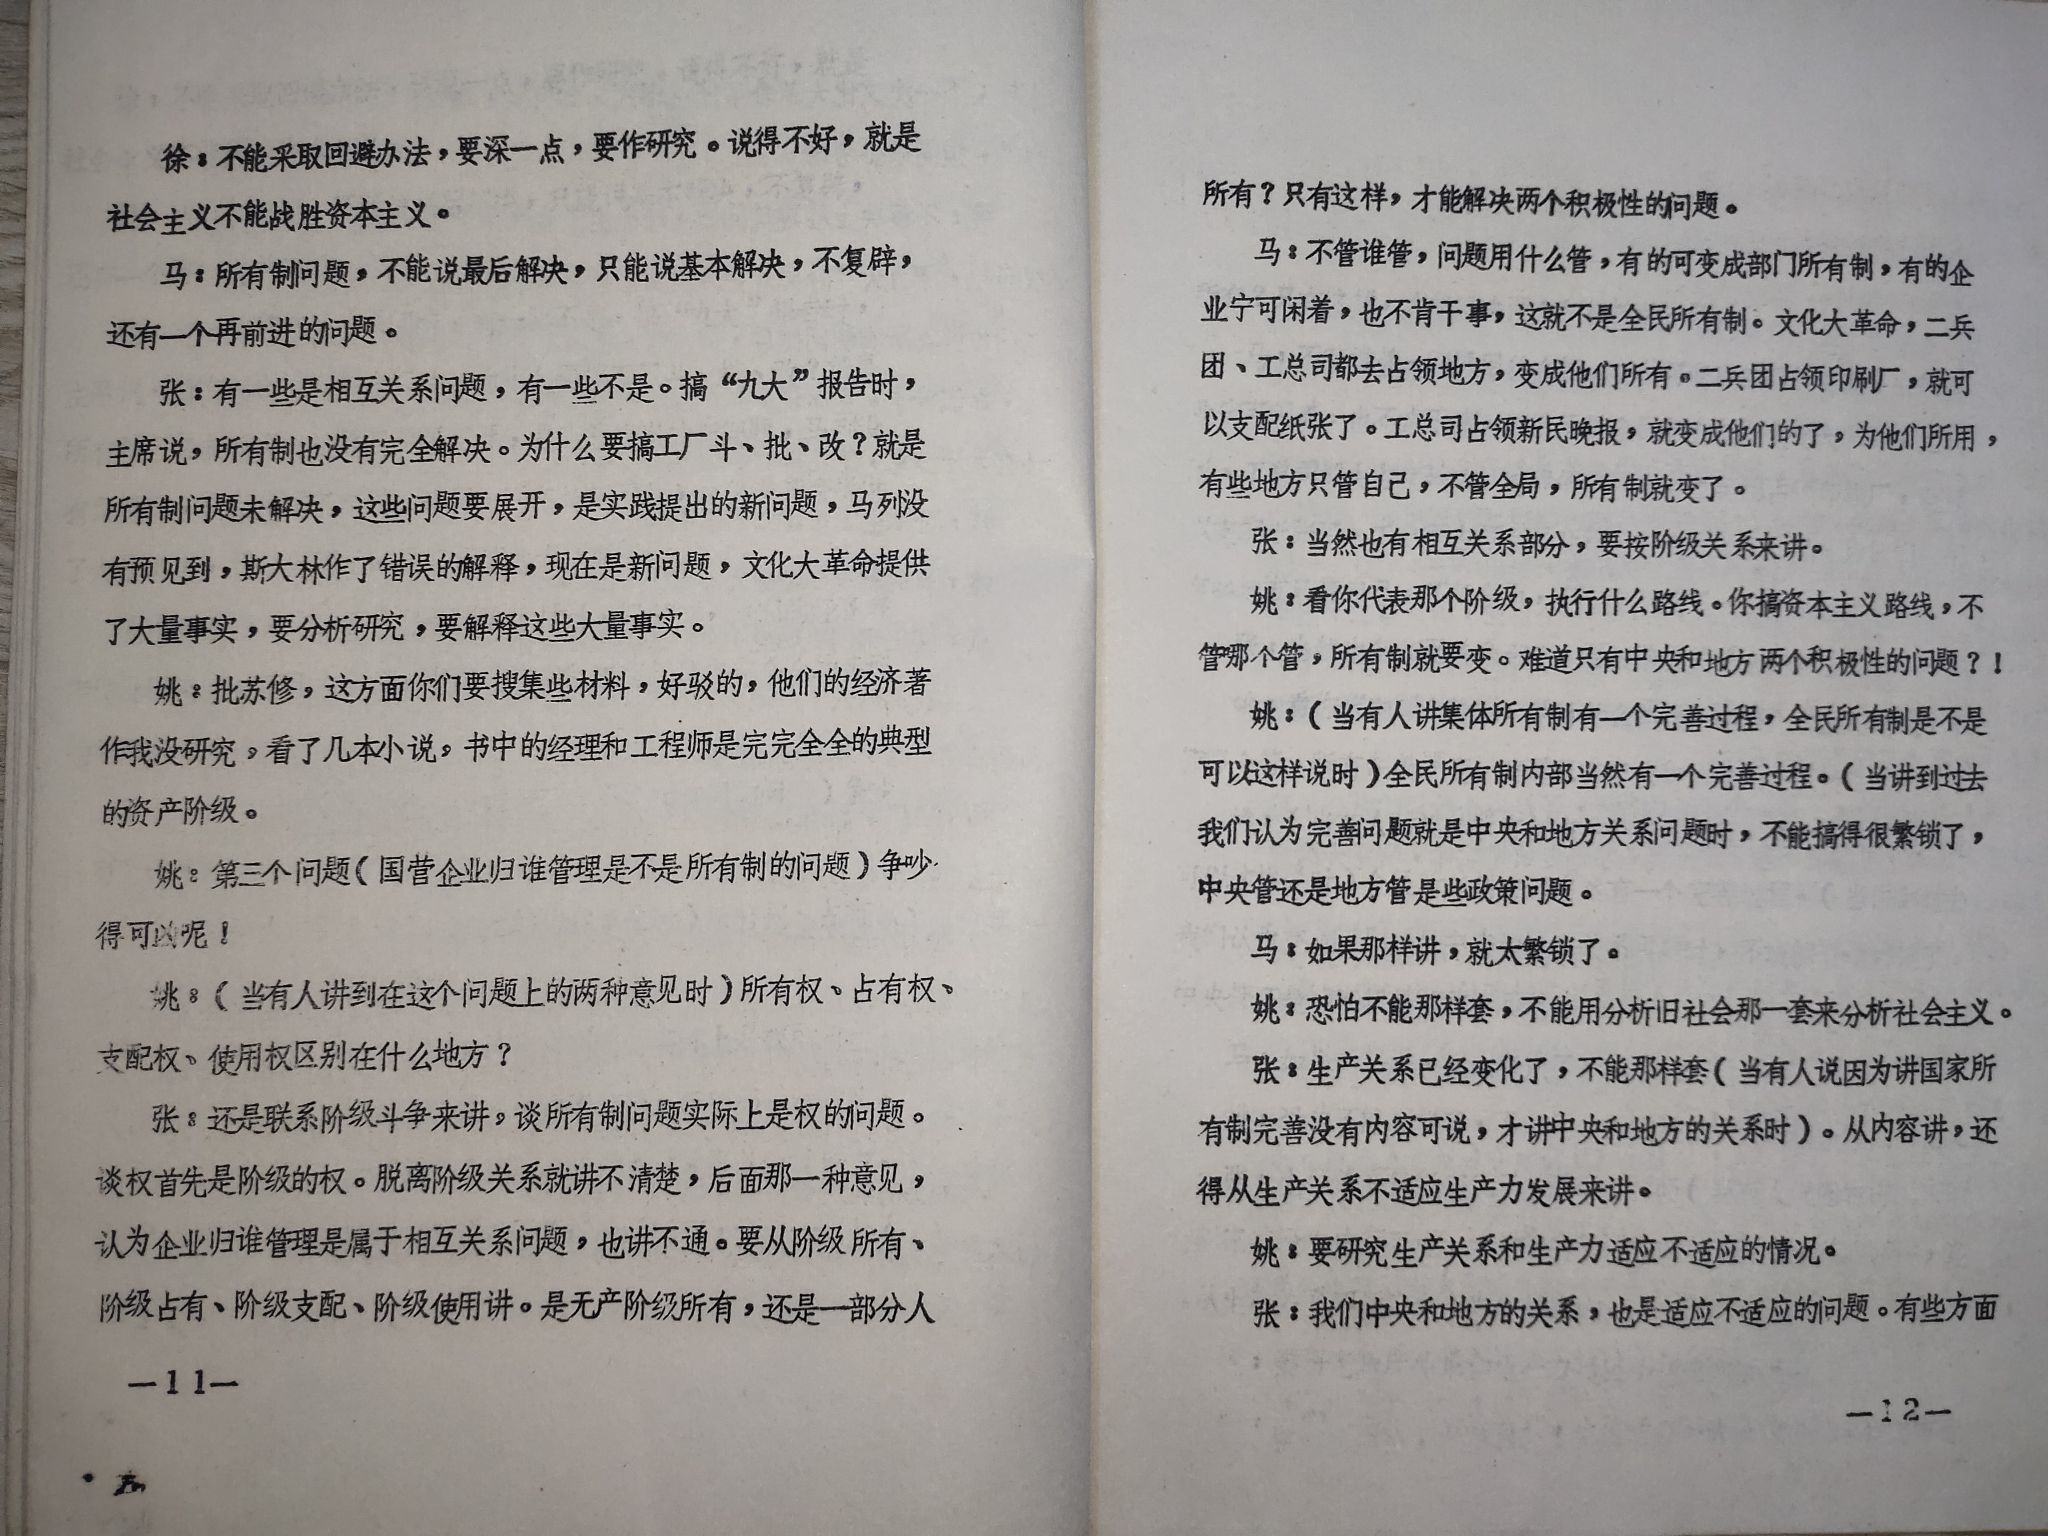 徐：不能采取回避办法，要深一点，要作研究。说得不好，就是
社会主义不能战胜资本主义。
马：所有制问题，不能说最后解决，只能说基本解决，不复辟，
还有一个再前进的问题。
张：有一些是相互关系问题，有一些不是。搞“九大”报告时，
主席说，所有制也没有完全解决。为什么要搞工厂斗、批、改？就是
所有制问题未解决，这些问题要展开，是实践提出的新问题，马列没
有预见到，斯大林作了错误的解释，现在是新问题，文化大革命提供
了大量事实，要分析研究，要解释这些大量事实。
姚：批苏修，这方面你们要搜集些材料，好驳的，他们的经济著
作我没研究，看了几本小说，书中的经理和工程师是完完全全的典型
的资产阶级。
姚：第三个问题（国营企业归谁管理是不是所有制的问题）争吵
得可凶呢！
姚：（当有人讲到在这个问题上的两种意见时）所有权、占有权、
支配权、使用权区别在什么地方？
张：还是联系阶级斗争来讲，谈所有制问题实际上是权的问题。
谈权首先是阶级的权。脱离阶级关系就讲不清楚，后面那一种意见，
认为企业归谁管理是属于相互关系问题，也讲不通。要从阶级所有、
阶级占有、阶级支配、阶级使用讲。是无产阶级所有，还是一部分人
—11—
所有？只有这样，才能解决两个积极性的问题。
马：不管谁管，问题用什么管，有的可变成部门所有制，有的企
业宁可闲着，也不肯干事，这就不是全民所有制。文化大革命，二兵
团、工总司都去占领地方，变成他们所有。二兵团占领印刷厂，就可
以支配纸张了。工总司占领新民晚报，就变成他们的了，为他们所用，
有些地方只管自己，不管全局，所有制就变了。
张：当然也有相互关系部分，要按阶级关系来讲。
姚：看你代表那个阶级，执行什么路线。你搞资本主义路线，不
管哪个管，所有制就要变。难道只有中央和地方两个积极性的问题？！
姚：（当有人讲集体所有制有一个完善过程，全民所有制是不是
可以这样说时）全民所有制内部当然有一个完善过程。（当讲到过去
我们认为完善问题就是中央和地方关系问题时，不能搞得很繁锁了，
中央管还是地方管是些政策问题。
马：如果那样讲，就太繁锁了。
姚：恐怕不能那样套，不能用分析旧社会那一套来分析社会主义。
张：生产关系已经变化了，不能那样套（当有人说因为讲国家所
有制完善没有内容可说，才讲中央和地方的关系时）。从内容讲，还
得从生产关系不适应生产力发展来讲。
姚：要研究生产关系和生产力适应不适应的情况。
张：我们中央和地方的关系，也是适应不适应的问题。有些方面
—12—